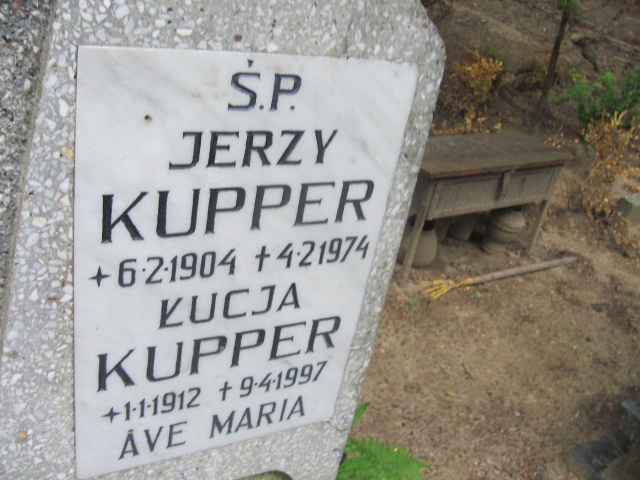 Ś.P.
JERZY
KUPPER
+6·2·1904 †4·2·1974
ŁUCJA
KUPPER
+1·1·1912 †9·4·1997
AVE MARIA